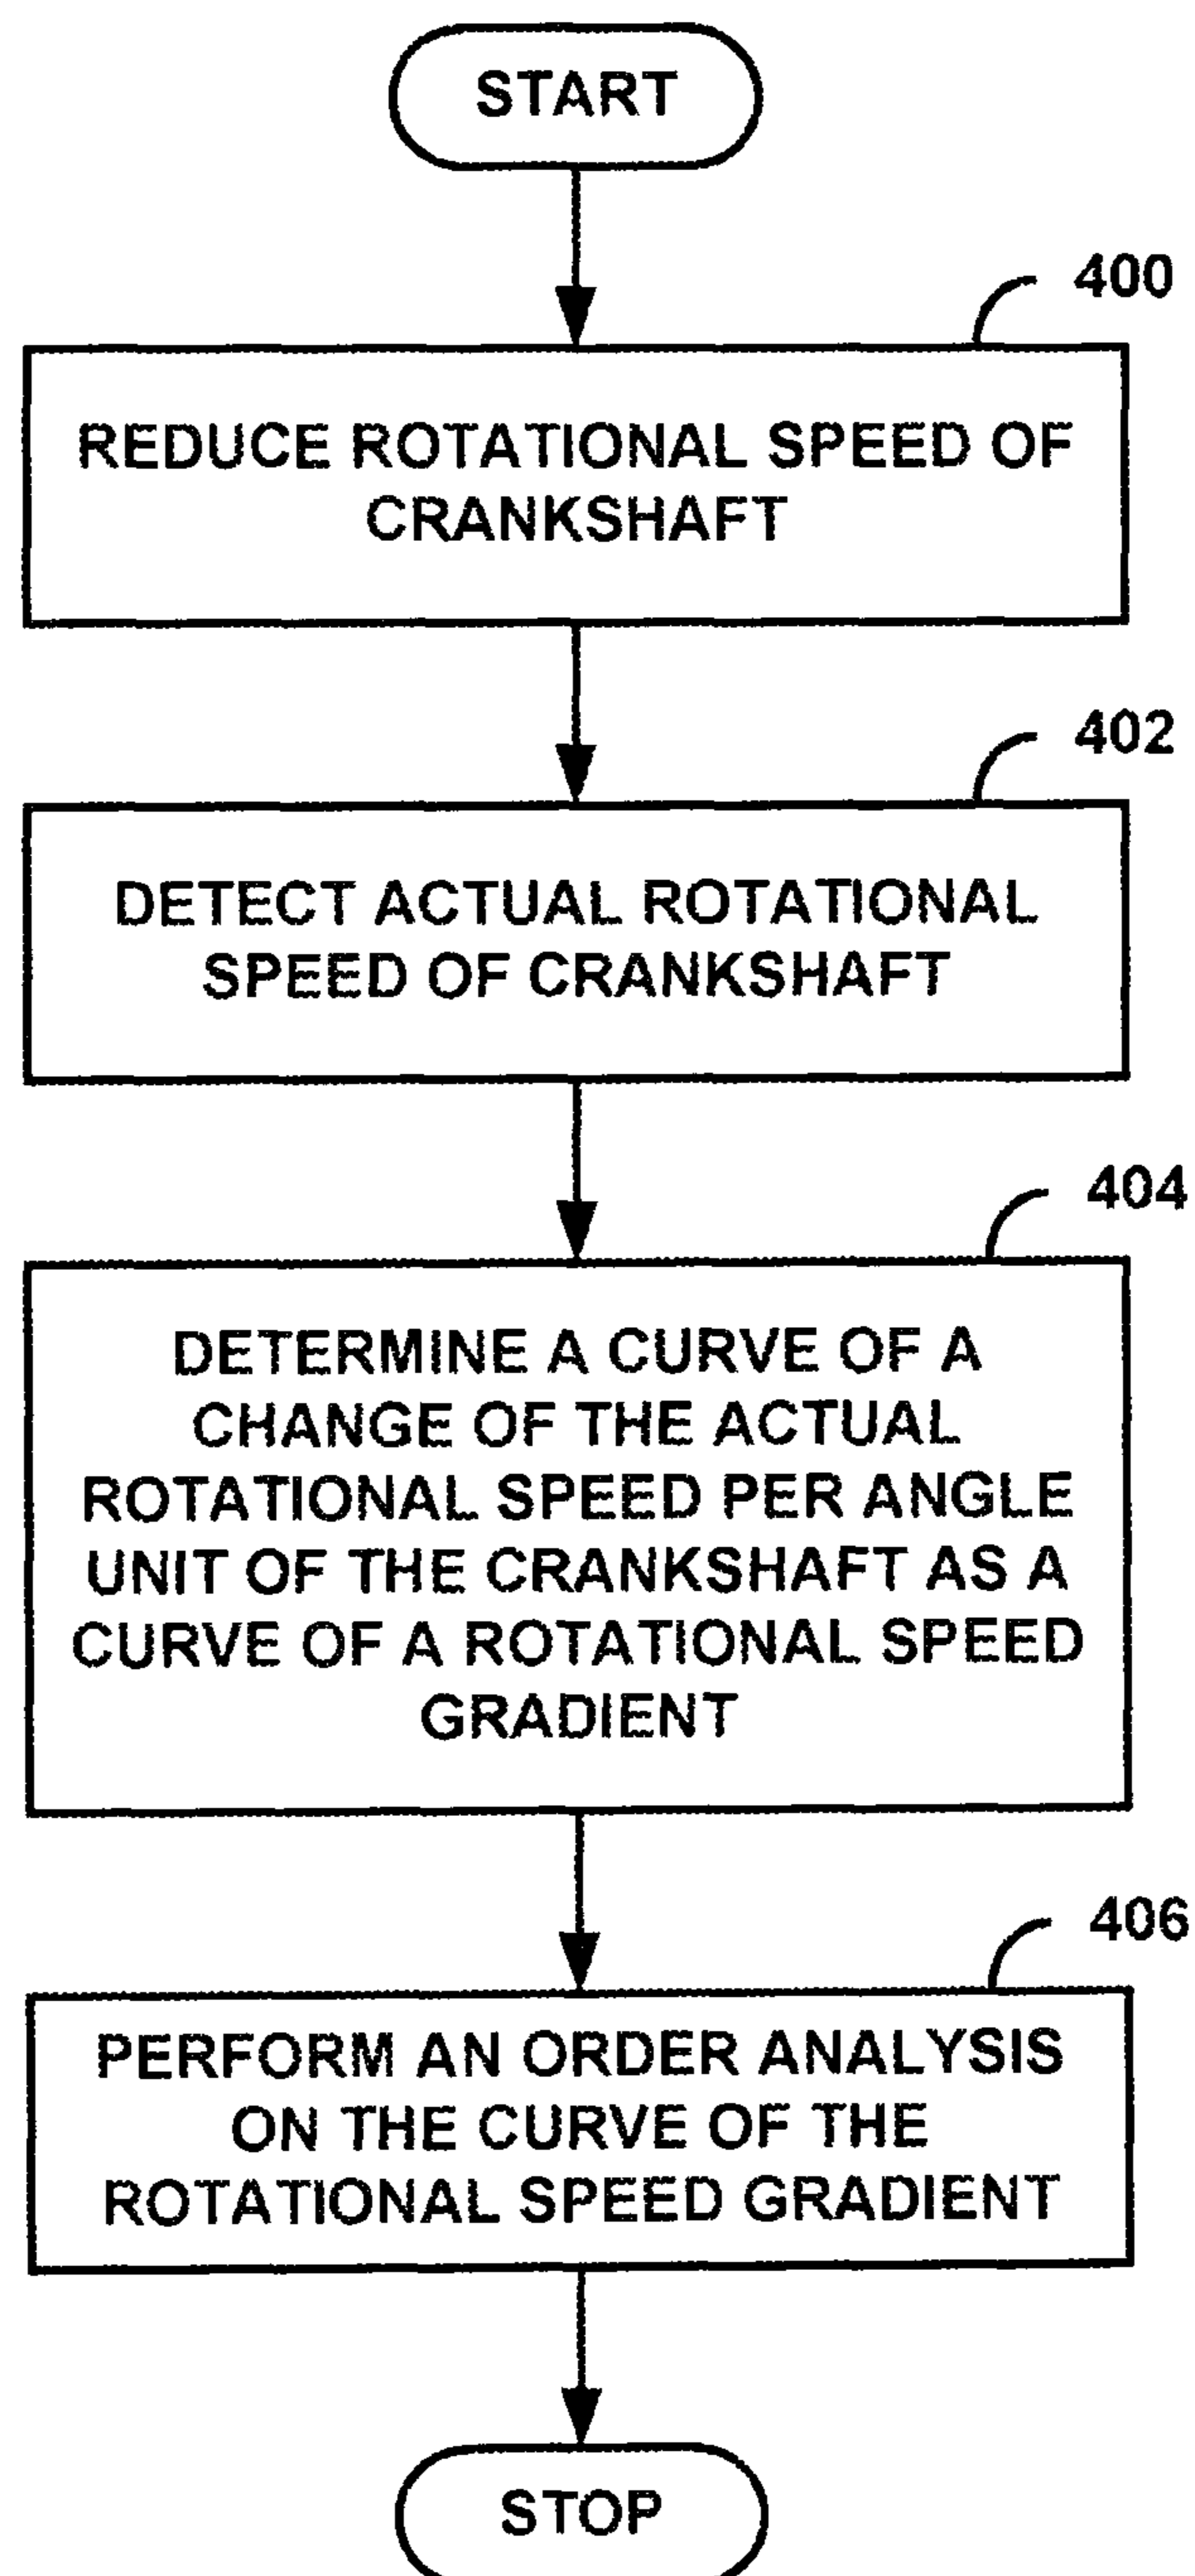 START
400
REDUCE ROTATIONAL SPEED OF
CRANKSHAFT
402
DETECT ACTUAL ROTATIONAL
SPEED OF CRANKSHAFT
404
DETERMINE A CURVE OF A
CHANGE OF THE ACTUAL
ROTATIONAL SPEED PER ANGLE
UNIT OF THE CRANKSHAFT AS A
CURVE OF A ROTATIONAL SPEED
GRADIENT
406
PERFORM AN ORDER ANALYSIS
ON THE CURVE OF THE
ROTATIONAL SPEED GRADIENT
STOP